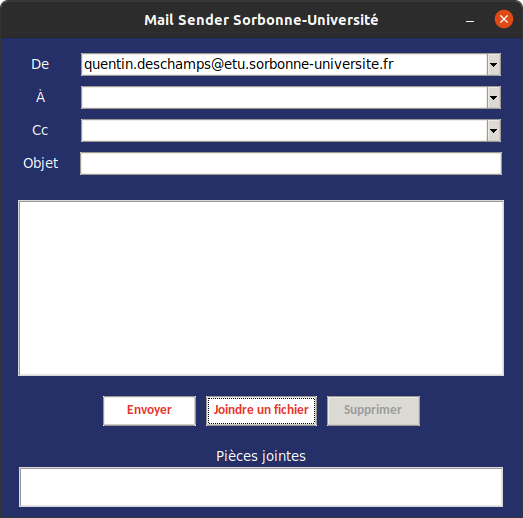 Mail Sender Sorbonne-Université
De quentin.deschamps@etu.sorbonne-universite.fr
À
Cc
Objet
Envoyer Joindre un fichier Supprimer
Pièces jointes